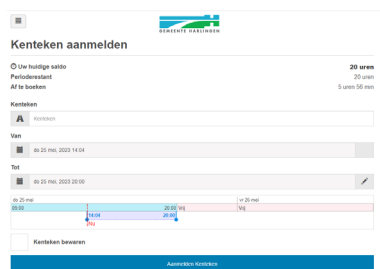 GEMEENTE HARLINGEN
Kenteken aanmelden
Uw huidige saldo 20 uren
Perioderestant 20 uren
Af te boeken 5 uren 56 min
Kenteken
Kenteken
Van
do 25 mei, 2023 14:04
Tot
do 25 mei, 2023 20:00
do 25 mei vr 26 mei
09:00 20:00 Vrij Vrij
14:04 20:00
Nu
Kenteken bewaren
Aanmelden Kenteken